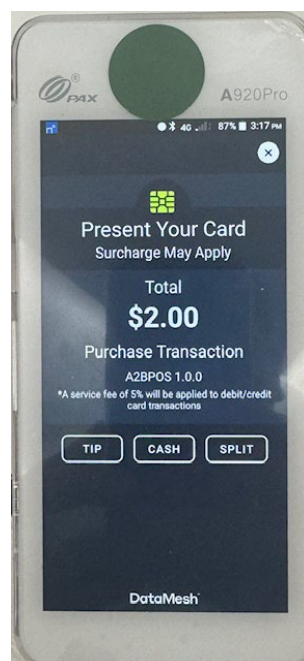 PAX®
A920Pro
4G 87% 3:17 PM
Present Your Card
Surcharge May Apply
Total
$2.00
Purchase Transaction
A2BPOS 1.0.0
*A service fee of 5% will be applied to debit/credit
card transactions
TIP CASH SPLIT
DataMesh